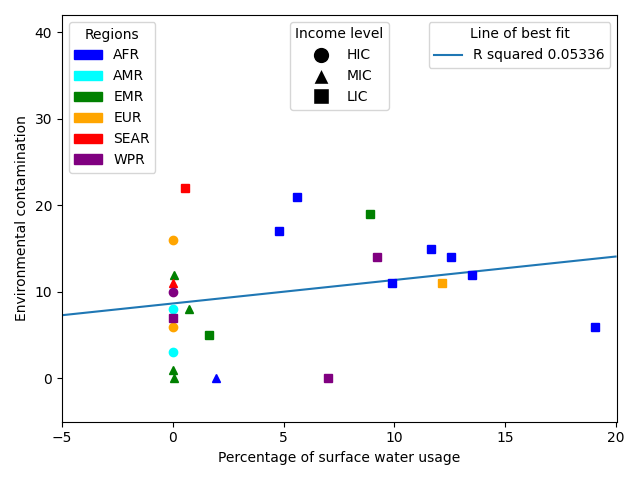 Regions
AFR
AMR
EMR
EUR
SEAR
WPR
Income level
HIC
MIC
LIC
Line of best fit
R squared 0.05336
Environmental contamination
40
30
20
10
0
−5
0
5
10
15
20
Percentage of surface water usage